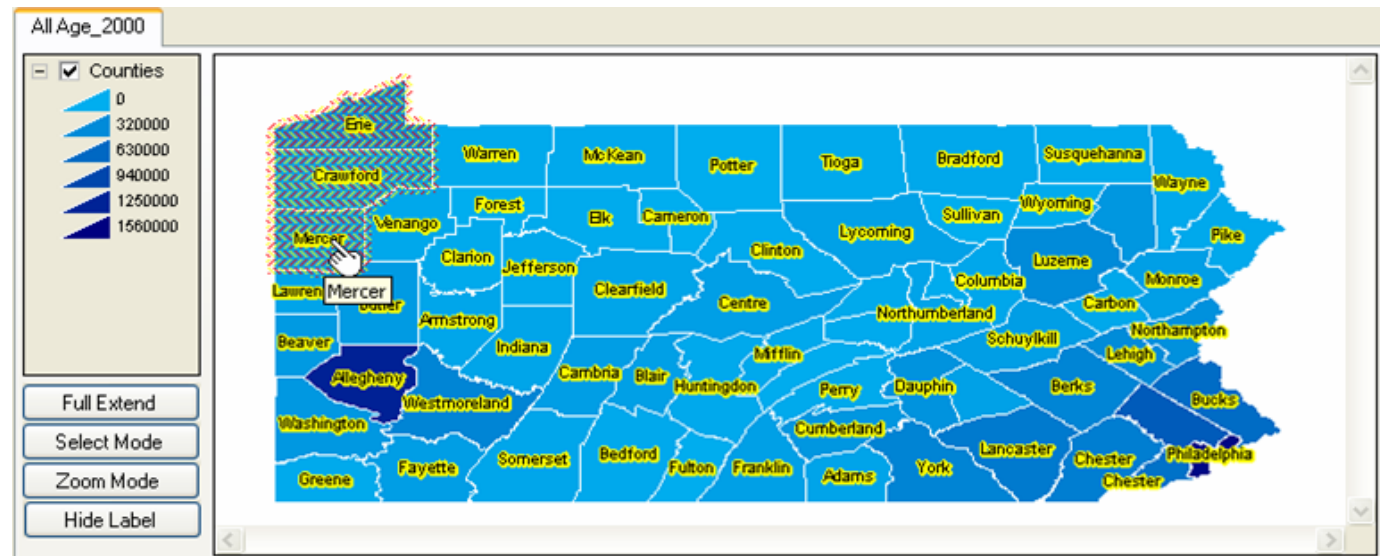 All Age_2000
Counties
0
320000
630000
940000
1250000
1560000
Full Extend
Select Mode
Zoom Mode
Hide Label
Erie
Warren
McKean
Potter
Tioga
Bradford
Susquehanna
Crawford
Wayne
Forest
Elk
Cameron
Sullivan
Wyoming
Venango
Lycoming
Pike
Mercer
Clarion
Jefferson
Clinton
Luzerne
Columbia
Monroe
Lawren
Mercer
Butler
Clearfield
Centre
Carbon
Armstrong
Northumberland
Northampton
Beaver
Indiana
Mifflin
Schuylkill
Lehigh
Allegheny
Cambria
Blair
Huntingdon
Perry
Dauphin
Berks
Bucks
Westmoreland
Washington
Cumberland
Lancaster
Philadelphia
Greene
Fayette
Somerset
Bedford
Fulton
Franklin
Adams
York
Chester
Chester